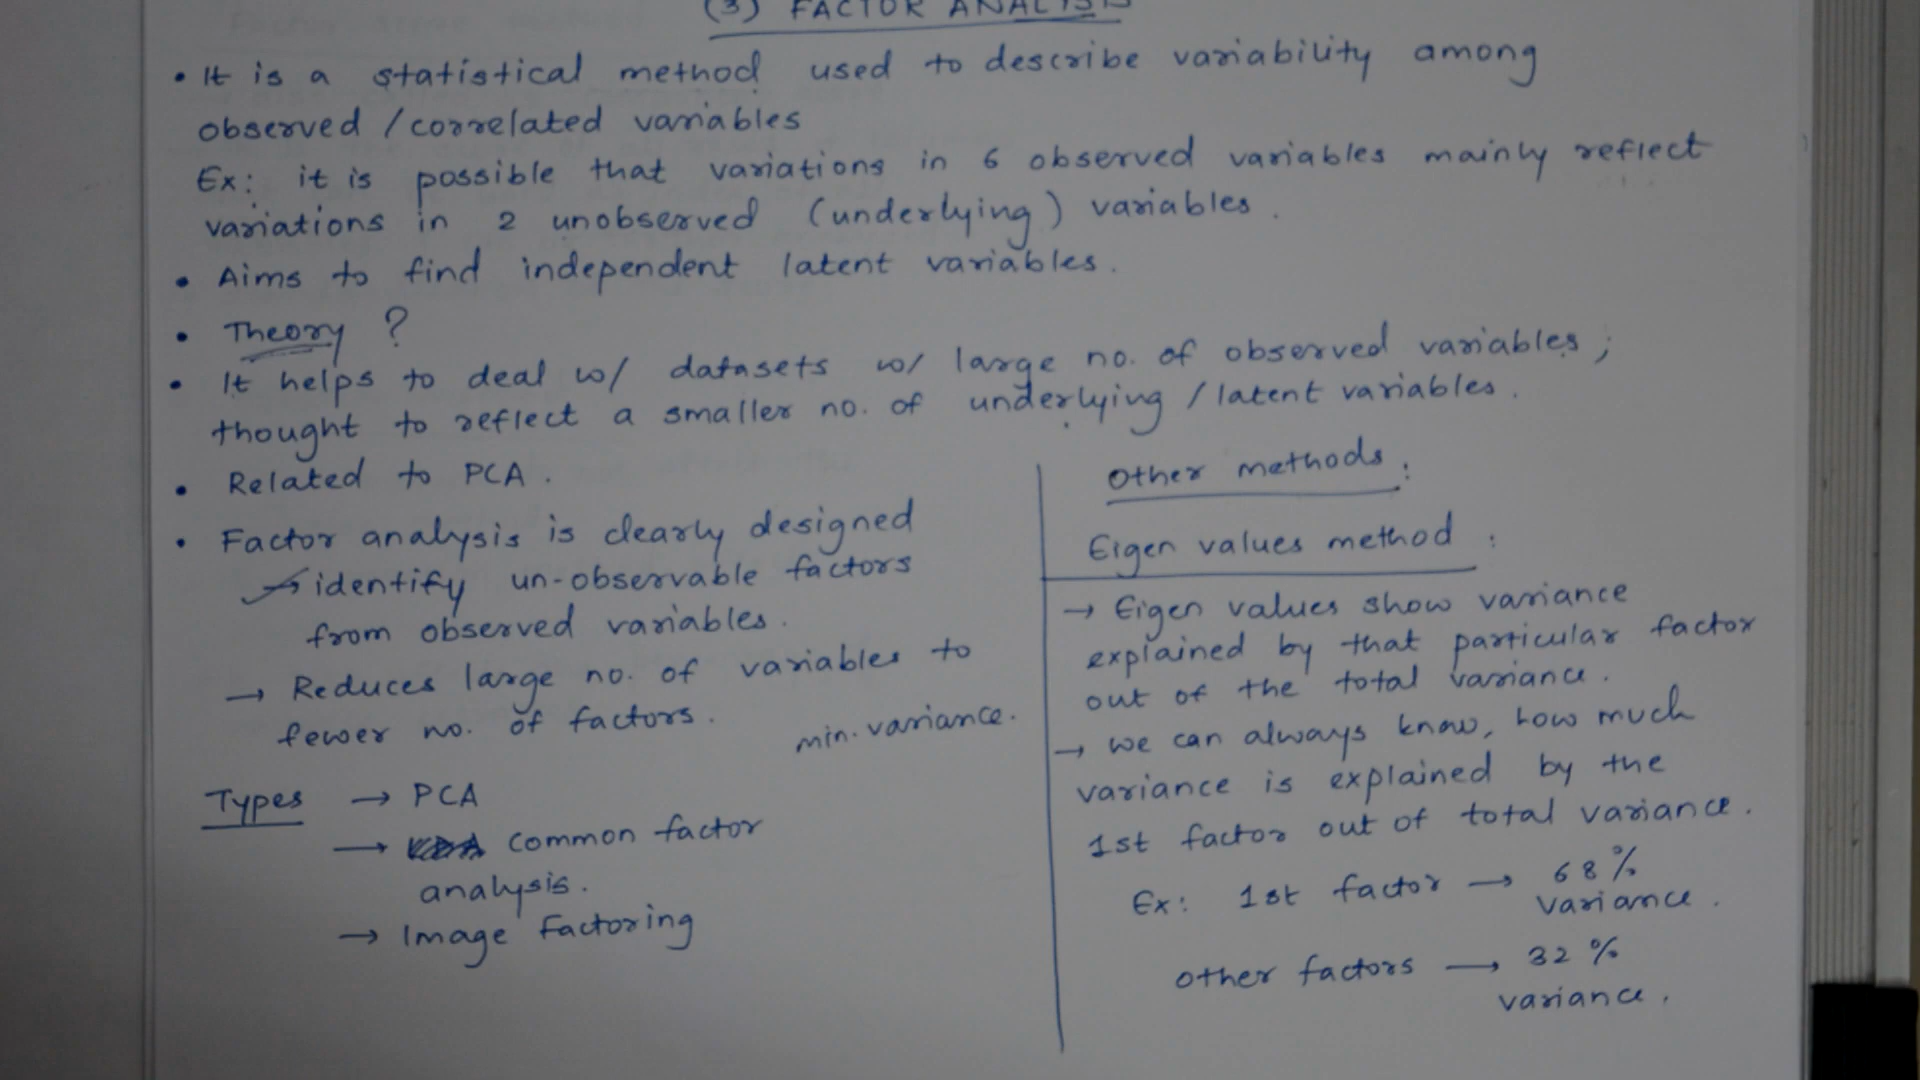 (3) FACTOR ANALYSIS
• It is a statistical method used to describe variability among
observed / correlated variables
Ex: it is possible that variations in 6 observed variables mainly reflect
variations in 2 unobserved (underlying) variables.
• Aims to find independent latent variables.
• Theory ?
• It helps to deal w/ datasets w/ large no. of observed variables ;
thought to reflect a smaller no. of underlying / latent variables.
• Related to PCA.
• Factor analysis is clearly designed
→ identify un-observable factors
from observed variables.
→ Reduces large no. of variables to
fewer no. of factors.
min. variance.
Types → PCA
→ common factor
analysis.
→ Image Factoring
Other methods :
Eigen values method :
→ Eigen values show variance
explained by that particular factor
out of the total variance.
→ we can always know, how much
variance is explained by the
1st factor out of total variance.
Ex: 1st factor → 68%
variance.
other factors → 32%
variance.